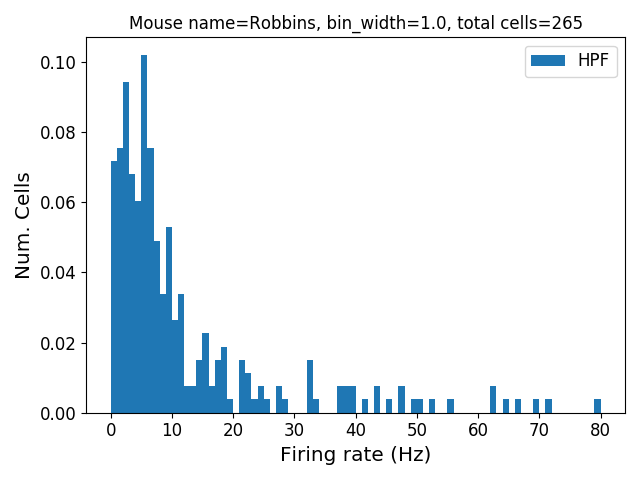 Mouse name=Robbins, bin_width=1.0, total cells=265
HPF
Num. Cells
0.10
0.08
0.06
0.04
0.02
0.00
0 10 20 30 40 50 60 70 80
Firing rate (Hz)